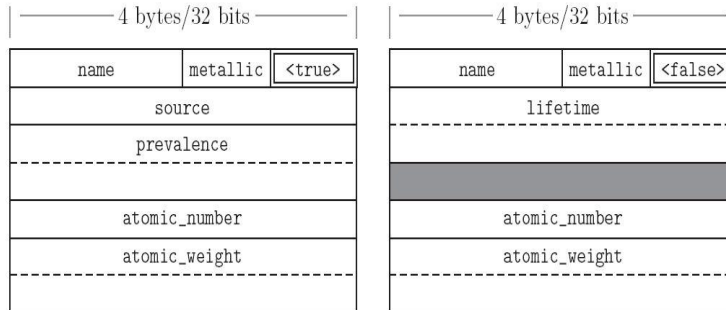 4 bytes/32 bits
name metallic <true>
source
prevalence
atomic_number
atomic_weight
4 bytes/32 bits
name metallic <false>
lifetime
atomic_number
atomic_weight